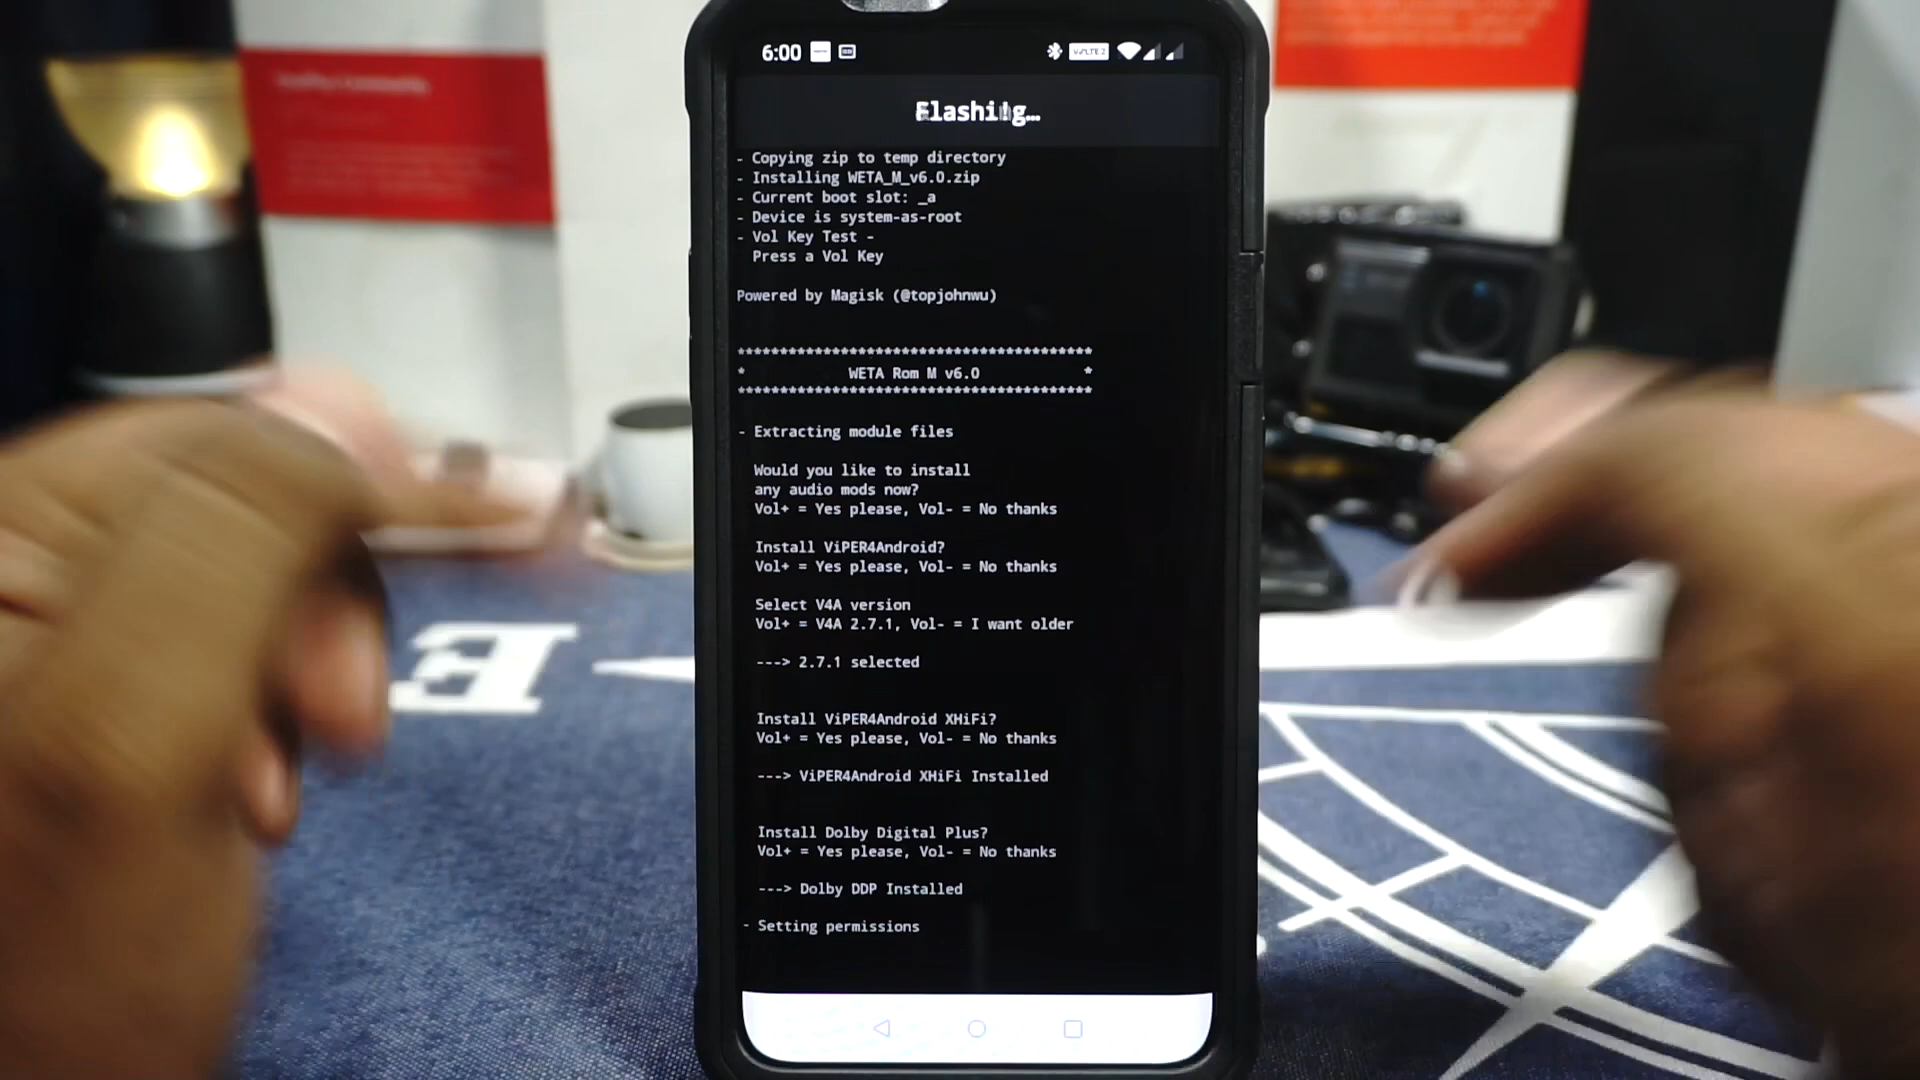 6:00
VoLTE 2
Flashing...
- Copying zip to temp directory
- Installing WETA_M_v6.0.zip
- Current boot slot: _a
- Device is system-as-root
- Vol Key Test -
Press a Vol Key
Powered by Magisk (@topjohnwu)
*****************************************
* WETA Rom M v6.0 *
*****************************************
- Extracting module files
Would you like to install
any audio mods now?
Vol+ = Yes please, Vol- = No thanks
Install ViPER4Android?
Vol+ = Yes please, Vol- = No thanks
Select V4A version
Vol+ = V4A 2.7.1, Vol- = I want older
---> 2.7.1 selected
Install ViPER4Android XHiFi?
Vol+ = Yes please, Vol- = No thanks
---> ViPER4Android XHiFi Installed
Install Dolby Digital Plus?
Vol+ = Yes please, Vol- = No thanks
---> Dolby DDP Installed
- Setting permissions
E